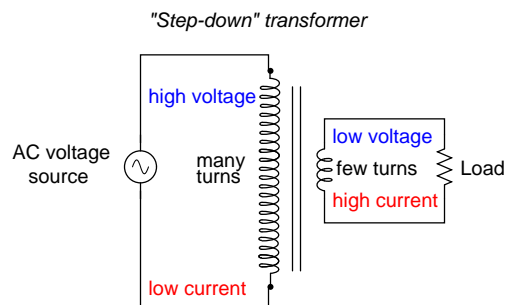 "Step-down" transformer
high voltage
AC voltage
source
many
turns
low current
low voltage
few turns
high current
Load